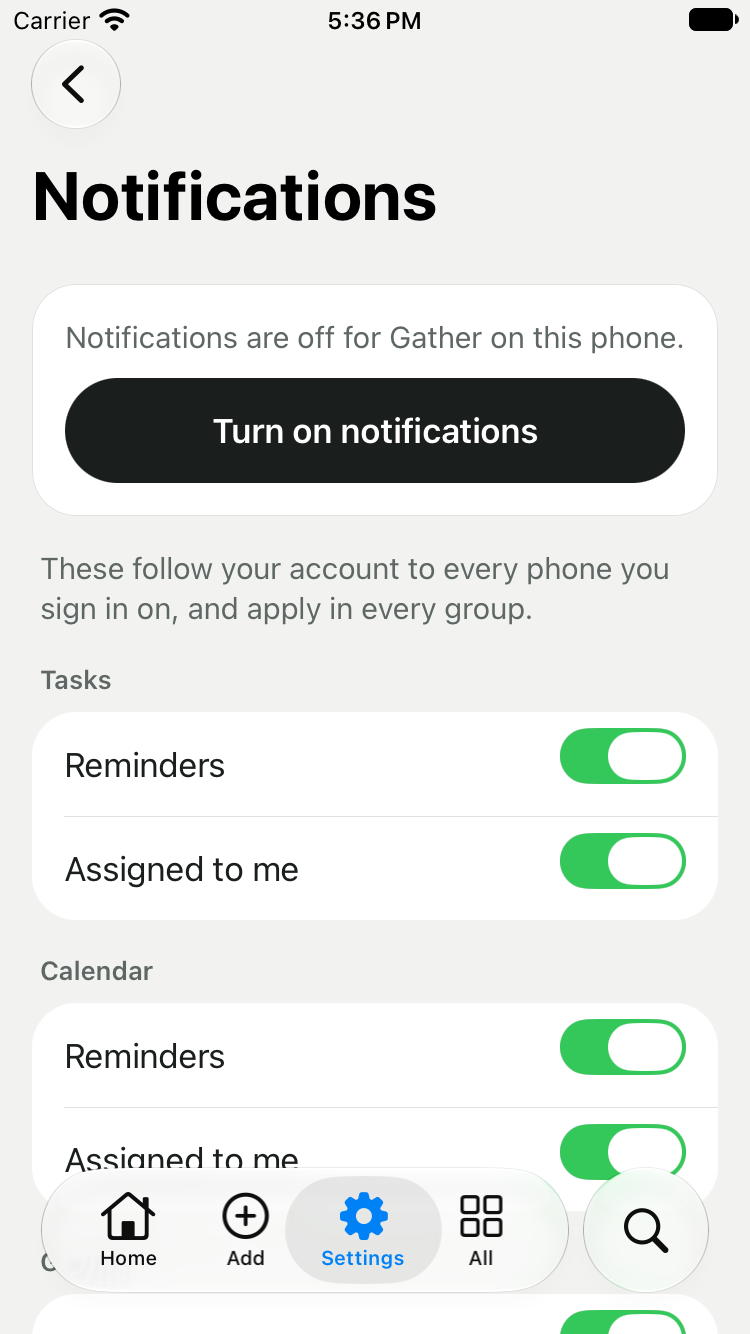 Carrier 5:36 PM
Notifications
Notifications are off for Gather on this phone.
Turn on notifications
These follow your account to every phone you
sign in on, and apply in every group.
Tasks
Reminders
Assigned to me
Calendar
Reminders
Assigned to me
Home Add Settings All